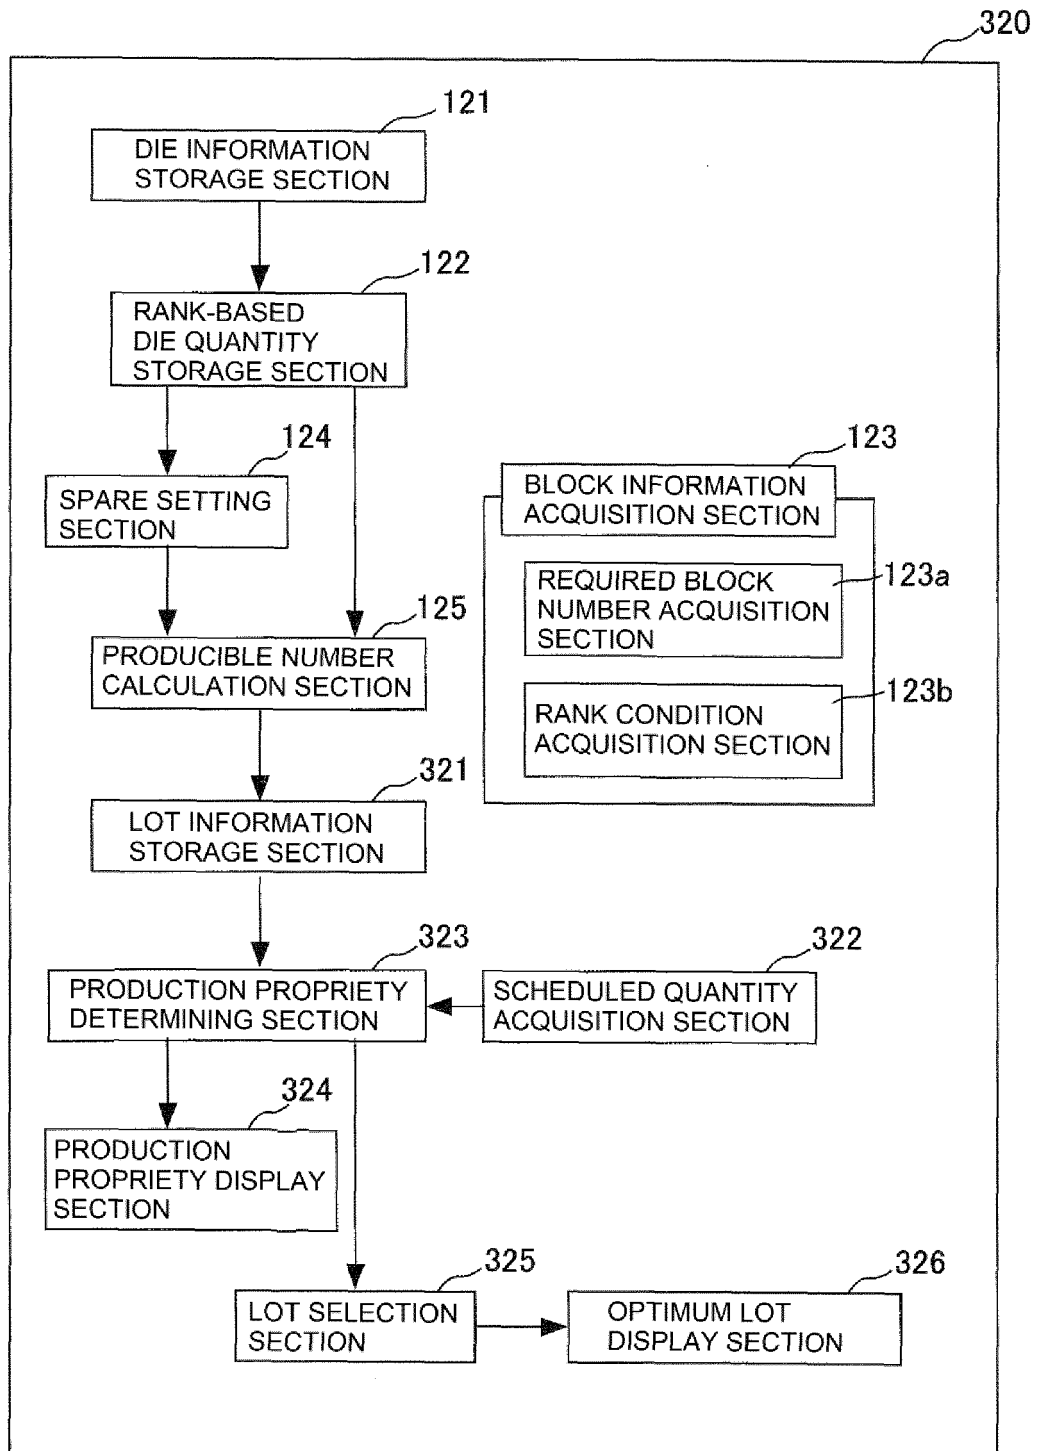 320
121
DIE INFORMATION
STORAGE SECTION
122
RANK-BASED
DIE QUANTITY
STORAGE SECTION
124
SPARE SETTING
SECTION
123
BLOCK INFORMATION
ACQUISITION SECTION
123a
REQUIRED BLOCK
NUMBER ACQUISITION
SECTION
125
PRODUCIBLE NUMBER
CALCULATION SECTION
123b
RANK CONDITION
ACQUISITION SECTION
321
LOT INFORMATION
STORAGE SECTION
323
PRODUCTION PROPRIETY
DETERMINING SECTION
322
SCHEDULED QUANTITY
ACQUISITION SECTION
324
PRODUCTION
PROPRIETY DISPLAY
SECTION
325
LOT SELECTION
SECTION
326
OPTIMUM LOT
DISPLAY SECTION